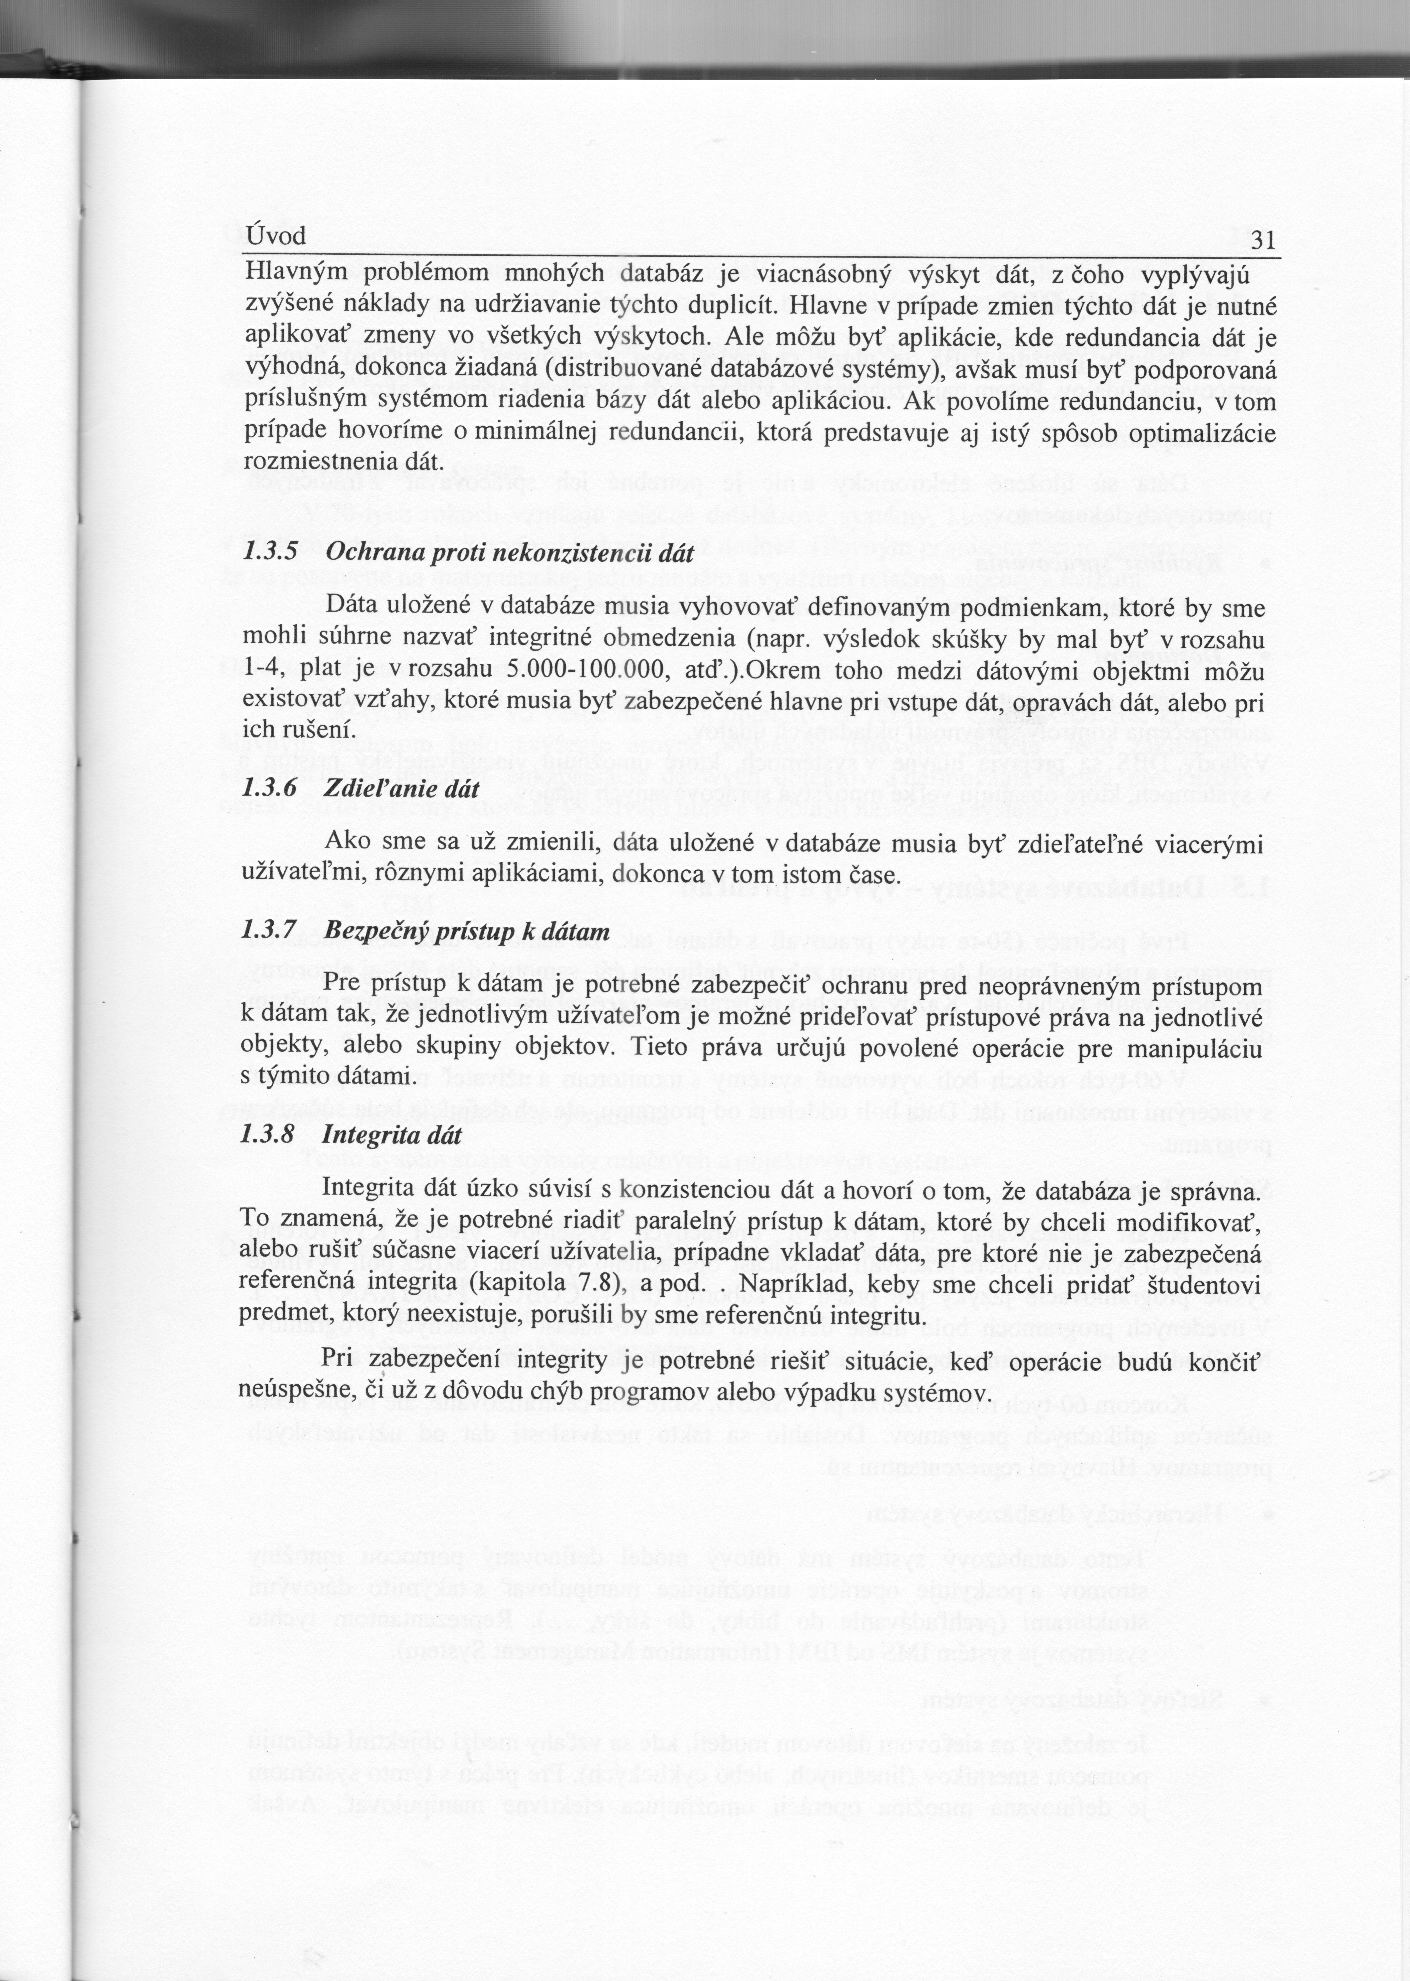 Úvod 31
Hlavným problémom mnohých databáz je viacnásobný výskyt dát, z čoho vyplývajú
zvýšené náklady na udržiavanie týchto duplicít. Hlavne v prípade zmien týchto dát je nutné
aplikovať zmeny vo všetkých výskytoch. Ale môžu byť aplikácie, kde redundancia dát je
výhodná, dokonca žiadaná (distribuované databázové systémy), avšak musí byť podporovaná
príslušným systémom riadenia bázy dát alebo aplikáciou. Ak povolíme redundanciu, v tom
prípade hovoríme o minimálnej redundancii, ktorá predstavuje aj istý spôsob optimalizácie
rozmiestnenia dát.
1.3.5 Ochrana proti nekonzistencii dát
Dáta uložené v databáze musia vyhovovať definovaným podmienkam, ktoré by sme
mohli súhrne nazvať integritné obmedzenia (napr. výsledok skúšky by mal byť v rozsahu
1-4, plat je v rozsahu 5.000-100.000, atď.).Okrem toho medzi dátovými objektmi môžu
existovať vzťahy, ktoré musia byť zabezpečené hlavne pri vstupe dát, opravách dát, alebo pri
ich rušení.
1.3.6 Zdieľanie dát
Ako sme sa už zmienili, dáta uložené v databáze musia byť zdieľateľné viacerými
užívateľmi, rôznymi aplikáciami, dokonca v tom istom čase.
1.3.7 Bezpečný prístup k dátam
Pre prístup k dátam je potrebné zabezpečiť ochranu pred neoprávneným prístupom
k dátam tak, že jednotlivým užívateľom je možné prideľovať prístupové práva na jednotlivé
objekty, alebo skupiny objektov. Tieto práva určujú povolené operácie pre manipuláciu
s týmito dátami.
1.3.8 Integrita dát
Integrita dát úzko súvisí s konzistenciou dát a hovorí o tom, že databáza je správna.
To znamená, že je potrebné riadiť paralelný prístup k dátam, ktoré by chceli modifikovať,
alebo rušiť súčasne viacerí užívatelia, prípadne vkladať dáta, pre ktoré nie je zabezpečená
referenčná integrita (kapitola 7.8), a pod. . Napríklad, keby sme chceli pridať študentovi
predmet, ktorý neexistuje, porušili by sme referenčnú integritu.
Pri zabezpečení integrity je potrebné riešiť situácie, keď operácie budú končiť
neúspešne, či už z dôvodu chýb programov alebo výpadku systémov.